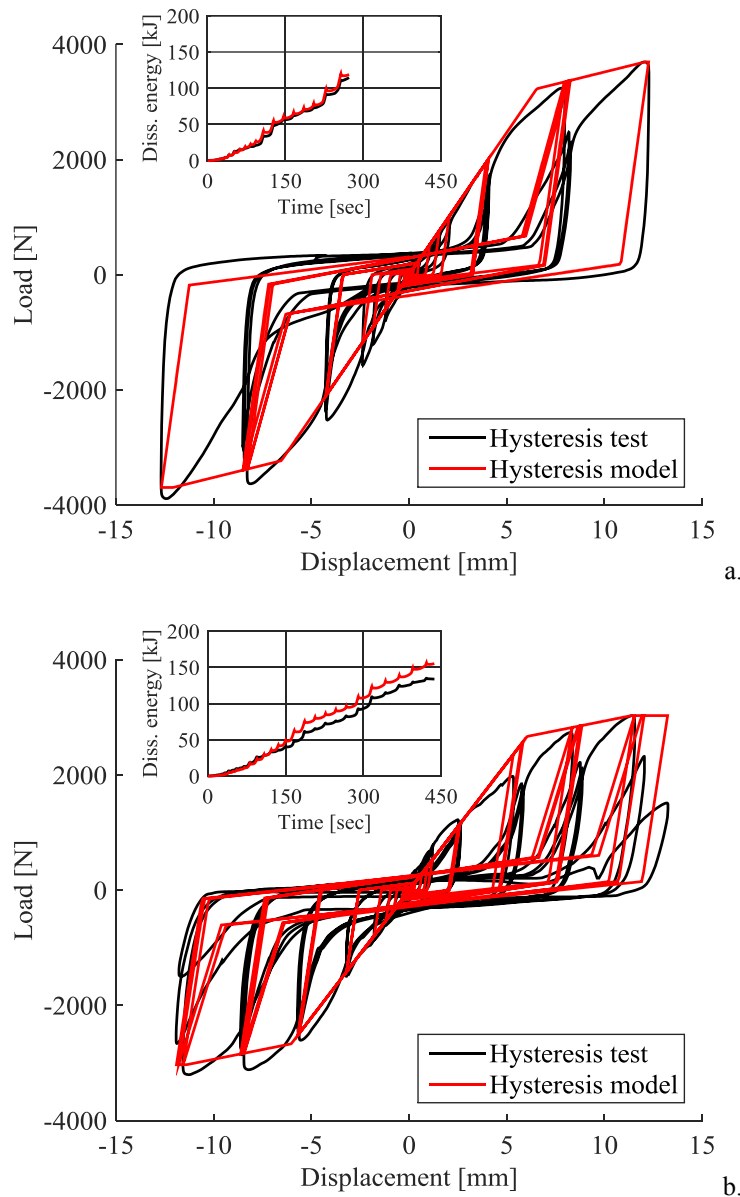 200
150
100
50
0
Diss. energy [kJ]
0 150 300 450
Time [sec]
4000
2000
0
-2000
-4000
Load [N]
Hysteresis test
Hysteresis model
-15 -10 -5 0 5 10 15
Displacement [mm]
a.
200
150
100
50
0
Diss. energy [kJ]
0 150 300 450
Time [sec]
4000
2000
0
-2000
-4000
Load [N]
Hysteresis test
Hysteresis model
-15 -10 -5 0 5 10 15
Displacement [mm]
b.